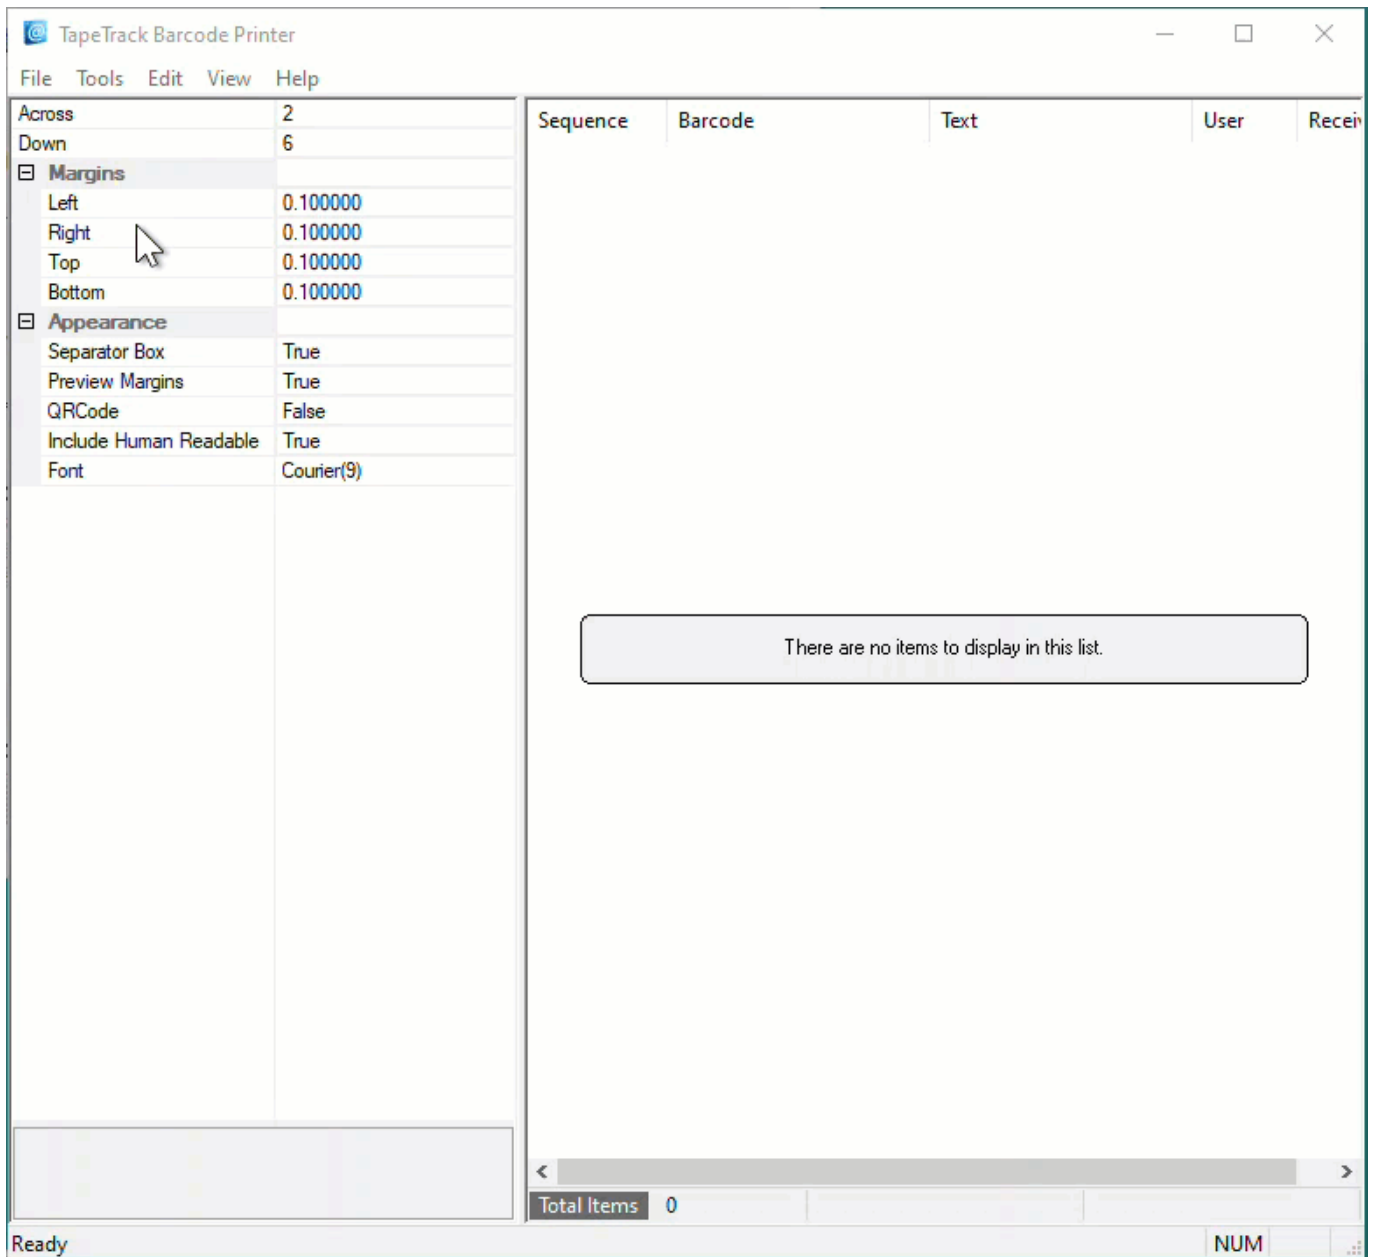 TapeTrack Barcode Printer
File Tools Edit View Help
Across 2
Down 6
Margins
Left 0.100000
Right 0.100000
Top 0.100000
Bottom 0.100000
Appearance
Separator Box True
Preview Margins True
QRCode False
Include Human Readable True
Font Courier(9)
Sequence Barcode Text User Recei
There are no items to display in this list.
Total Items 0
Ready NUM